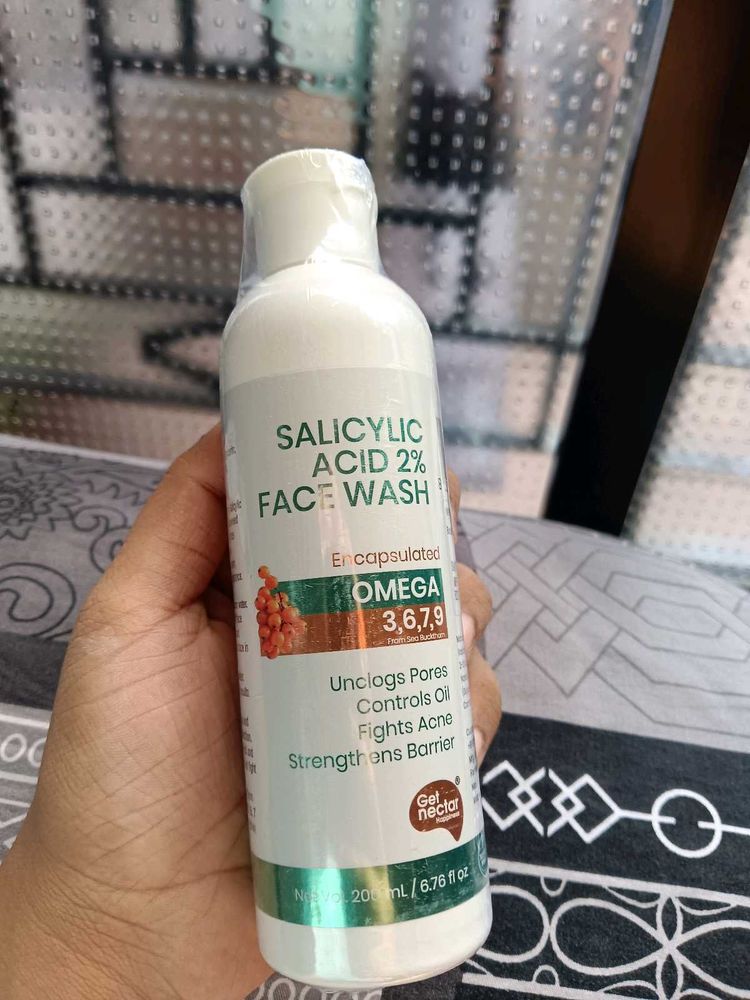 SALICYLIC
ACID 2%
FACE WASH
Encapsulated
OMEGA
3,6,7,9
From Sea Buckthorn
Unclogs Pores
Controls Oil
Fights Acne
Strengthens Barrier
Get
nectar
Happiness
®
Net Vol. 200 mL / 6.76 fl oz